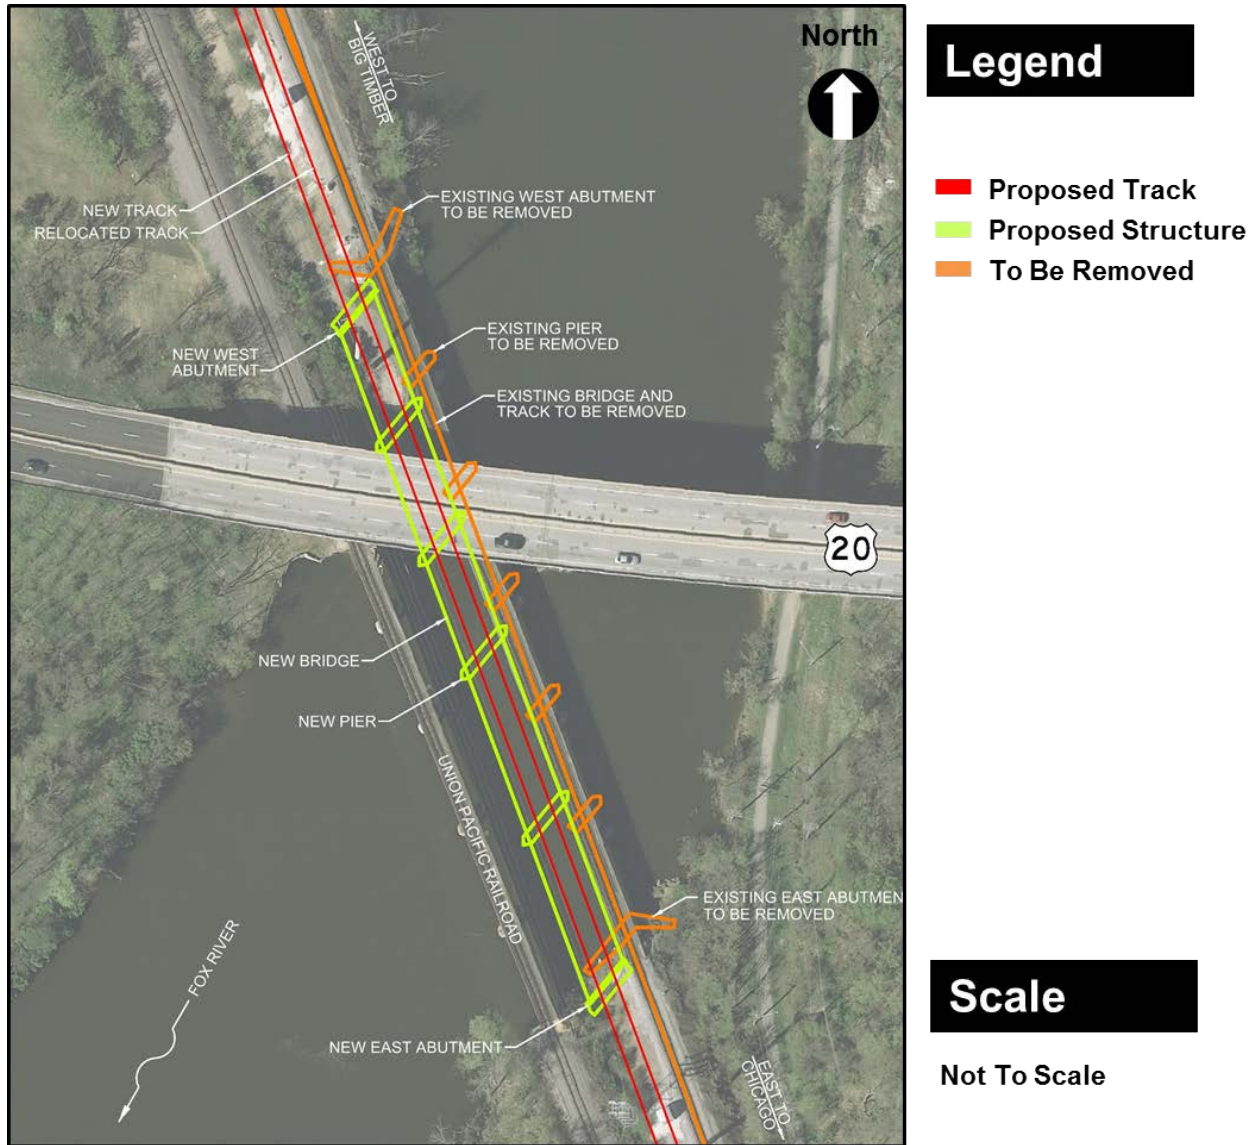 North
Legend
Proposed Track
Proposed Structure
To Be Removed
WEST TO
BIG TIMBER
EXISTING WEST ABUTMENT
TO BE REMOVED
NEW TRACK
RELOCATED TRACK
EXISTING PIER
TO BE REMOVED
NEW WEST
ABUTMENT
EXISTING BRIDGE AND
TRACK TO BE REMOVED
20
NEW BRIDGE
NEW PIER
UNION PACIFIC RAILROAD
EXISTING EAST ABUTMEN
TO BE REMOVED
FOX RIVER
NEW EAST ABUTMENT
EAST TO
CHICAGO
Scale
Not To Scale